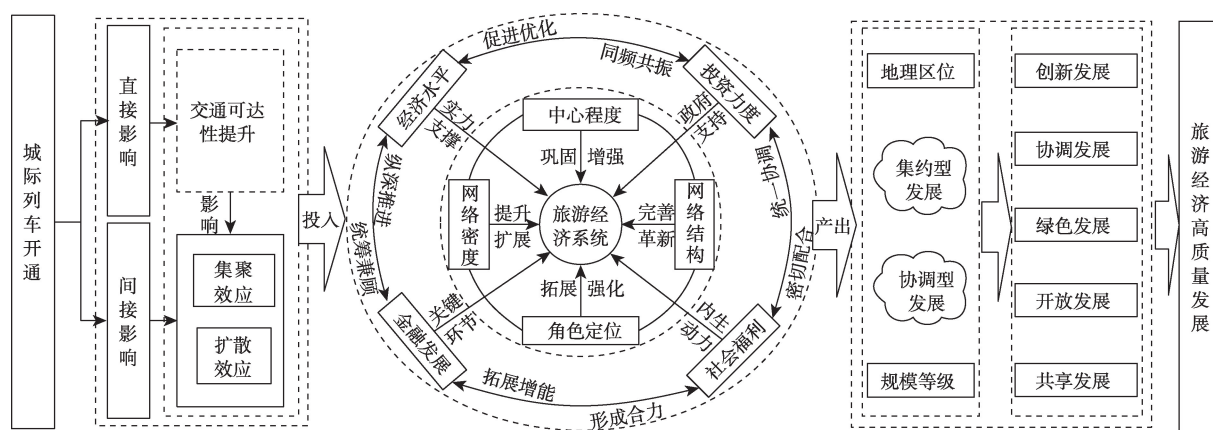 城际列车开通
直接影响
间接影响
交通可达
性提升
影响
集聚
效应
扩散
效应
投入
促进优化
同频共振
经济水平
投资力度
实力
支撑
政府
支持
纵深推进
统筹兼顾
统一协调
密切配合
中心程度
巩固 增强
网络密度
提升
扩展
旅游经
济系统
完善
革新
网络结构
拓展 强化
角色定位
关键
环节
内生
动力
金融发展
社会福利
拓展增能
形成合力
产出
地理区位
集约型
发展
协调型
发展
规模等级
创新发展
协调发展
绿色发展
开放发展
共享发展
旅游经济高质量发展